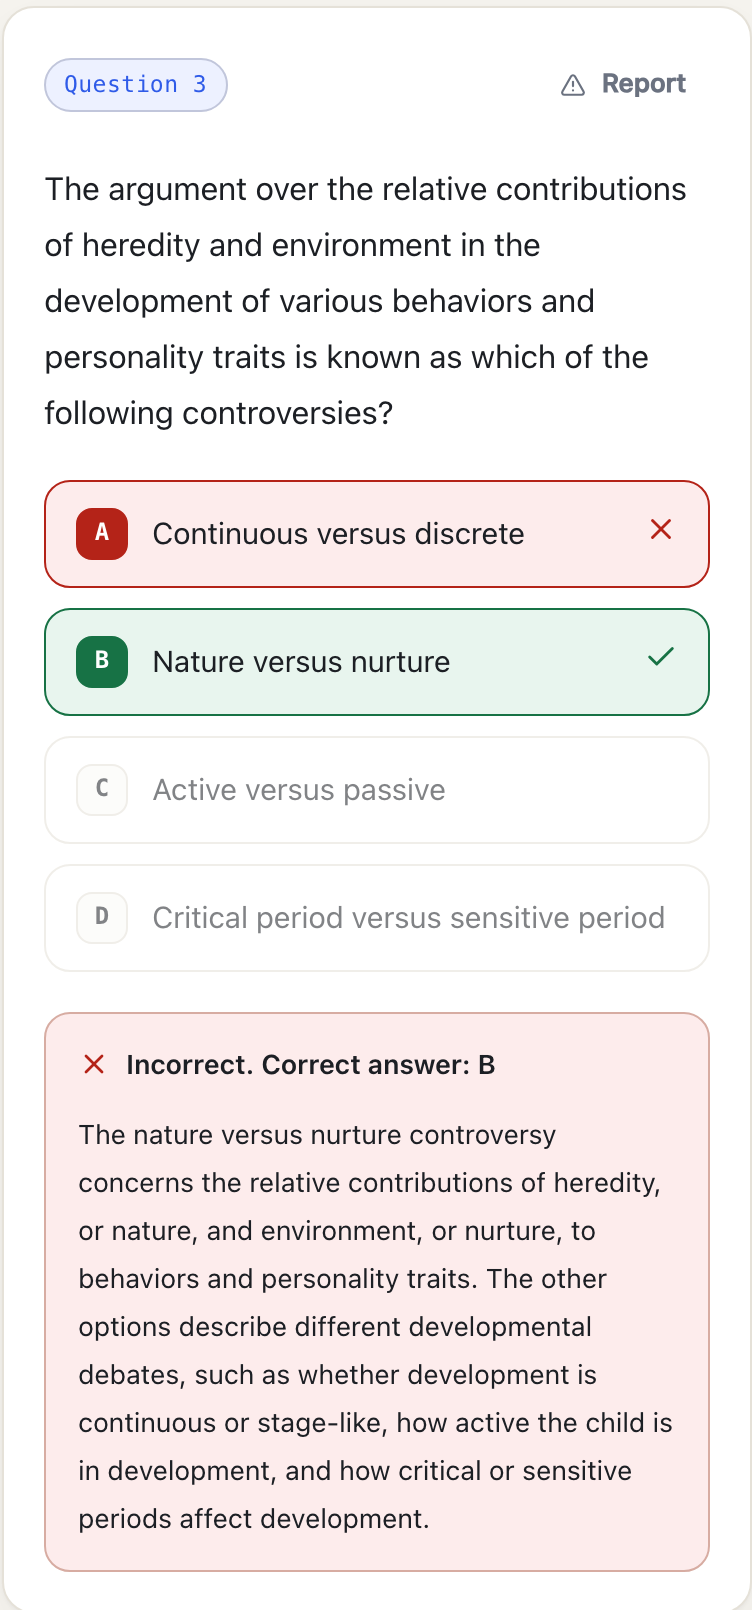 Question 3
Report
The argument over the relative contributions
of heredity and environment in the
development of various behaviors and
personality traits is known as which of the
following controversies?
A Continuous versus discrete
B Nature versus nurture
C Active versus passive
D Critical period versus sensitive period
Incorrect. Correct answer: B
The nature versus nurture controversy
concerns the relative contributions of heredity,
or nature, and environment, or nurture, to
behaviors and personality traits. The other
options describe different developmental
debates, such as whether development is
continuous or stage-like, how active the child is
in development, and how critical or sensitive
periods affect development.